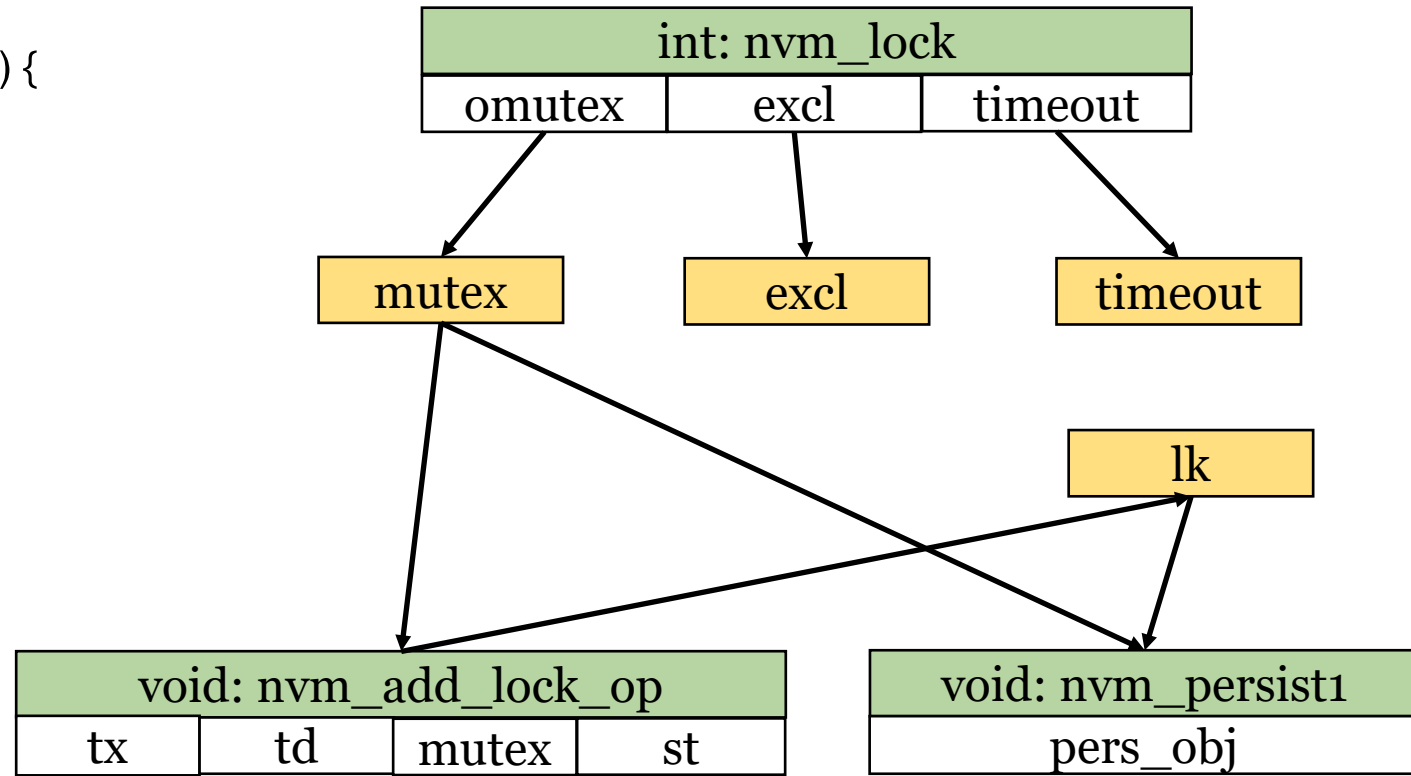 ) {
int: nvm_lock
omutex excl timeout
mutex excl timeout
lk
void: nvm_add_lock_op void: nvm_persist1
tx td mutex st pers_obj